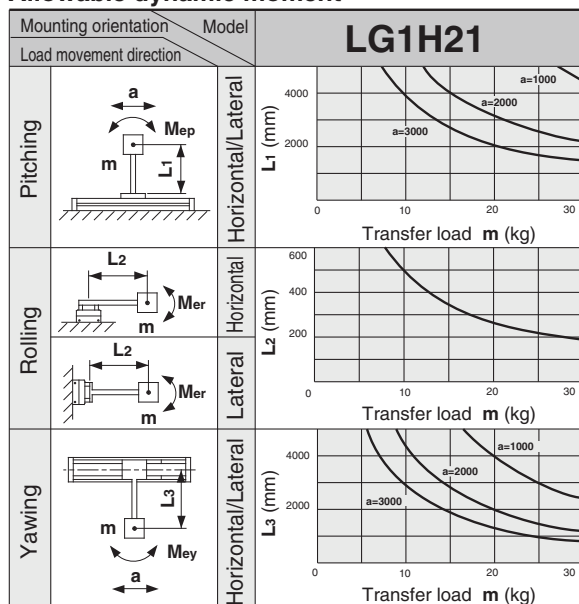 Allowable dynamic moment
Mounting orientation Model
Load movement direction
LG1H21
Pitching
a
Mep
m
L1
Horizontal/Lateral
L1 (mm)
4000
2000
a=1000
a=2000
a=3000
0 10 20 30
Transfer load m (kg)
Rolling
L2
Mer
m
Horizontal
L2
Mer
m
Lateral
L2 (mm)
600
400
200
0 10 20 30
Transfer load m (kg)
Yawing
L3
m
Mey
a
Horizontal/Lateral
L3 (mm)
4000
2000
a=1000
a=2000
a=3000
0 10 20 30
Transfer load m (kg)